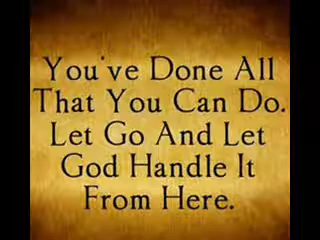 You've Done All
That You Can Do.
Let Go And Let
God Handle It
From Here.